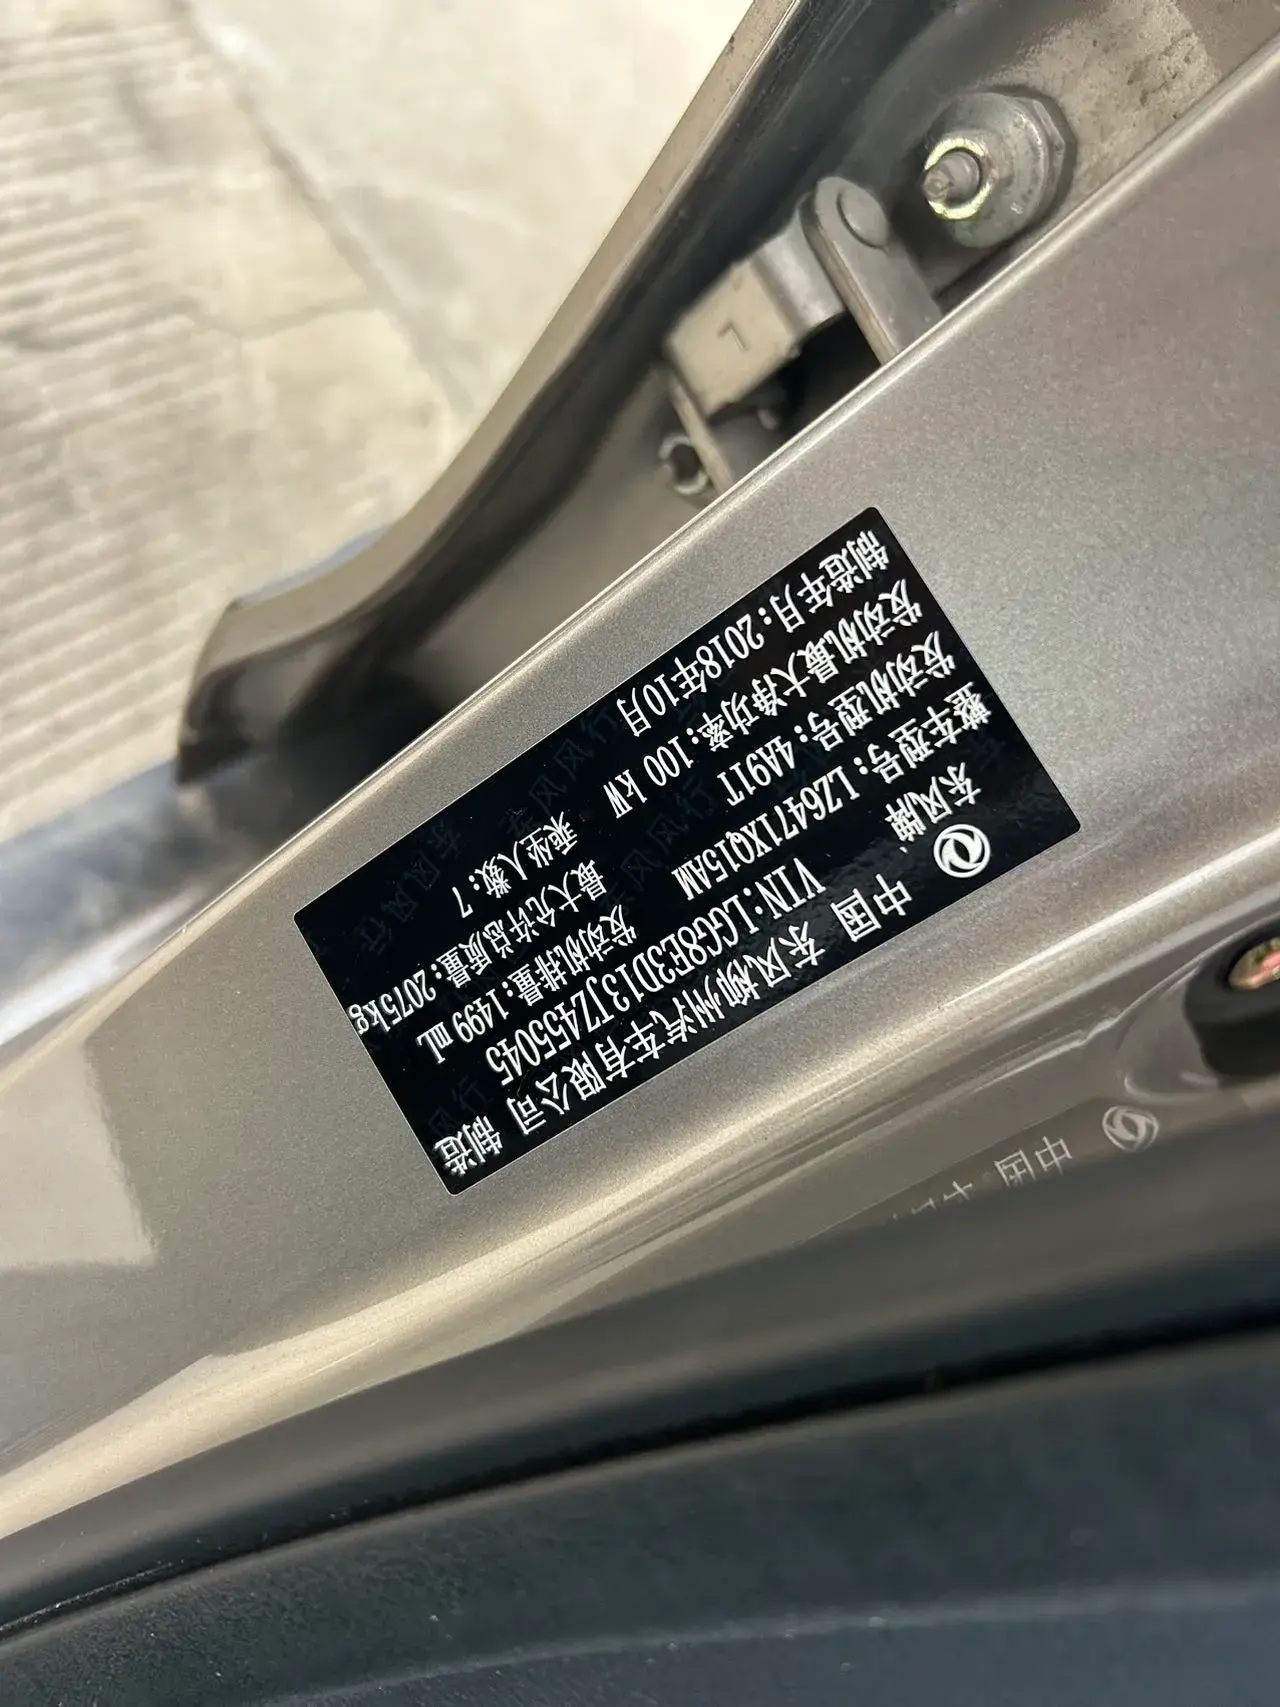 中国 东风柳州汽车有限公司 制造
东风牌 VIN:LGG8E3D13JZ455045
整车型号:LZ6471XQ15AM
发动机型号:4A91T 发动机排量:1499 mL
发动机最大净功率:100 kW 最大允许总质量:2075kg
制造年月:2018年10月 乘坐人数:7
L
中国